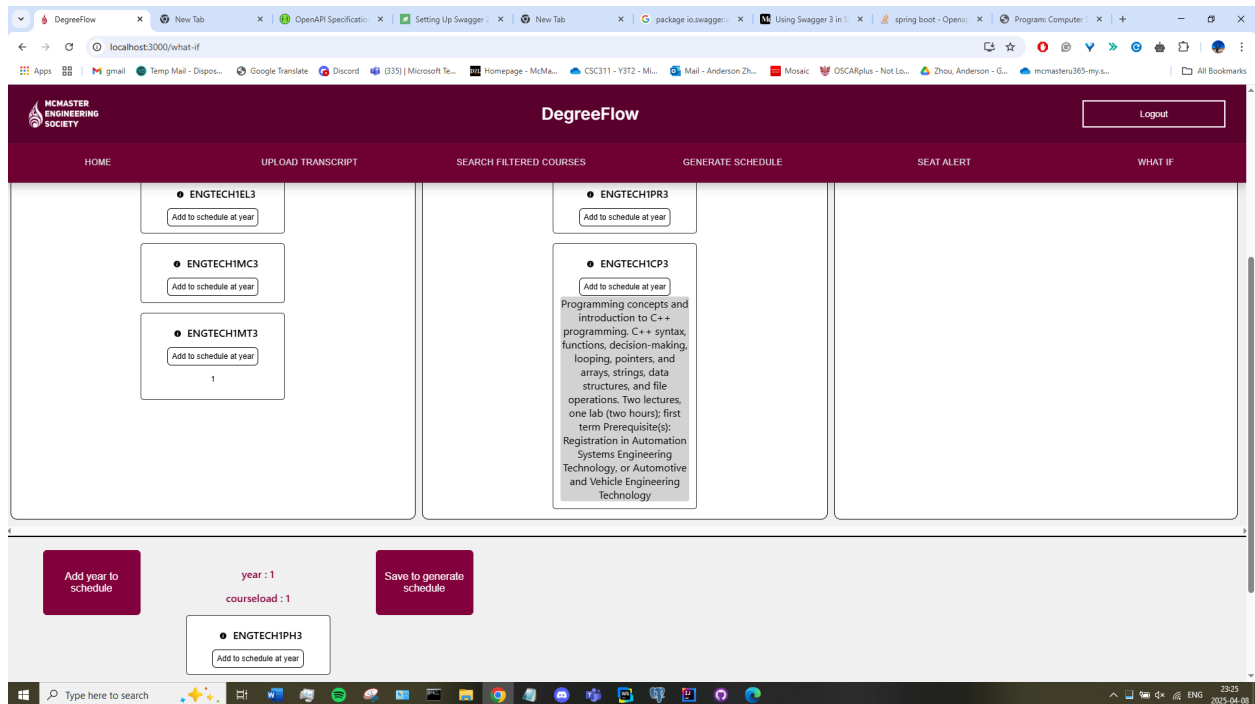 DegreeFlow
New Tab
OpenAPI Specificatio
Setting Up Swagger
New Tab
package io.swagger.v
Using Swagger 3 in S
spring boot - Openap
Program: Computer
localhost:3000/what-if
Apps
gmail
Temp Mail - Dispos...
Google Translate
Discord
(335) | Microsoft Te...
Homepage - McMa...
CSC311 - Y3T2 - Mi...
Mail - Anderson Zh...
Mosaic
OSCARplus - Not Lo...
Zhou, Anderson - G...
mcmasteru365-my.s...
All Bookmarks
MCMASTER
ENGINEERING
SOCIETY
DegreeFlow
Logout
HOME
UPLOAD TRANSCRIPT
SEARCH FILTERED COURSES
GENERATE SCHEDULE
SEAT ALERT
WHAT IF
ENGTECH1EL3
Add to schedule at year
ENGTECH1MC3
Add to schedule at year
ENGTECH1MT3
Add to schedule at year
1
ENGTECH1PR3
Add to schedule at year
ENGTECH1CP3
Add to schedule at year
Programming concepts and
introduction to C++
programming. C++ syntax,
functions, decision-making,
looping, pointers, and
arrays, strings, data
structures, and file
operations. Two lectures,
one lab (two hours); first
term Prerequisite(s):
Registration in Automation
Systems Engineering
Technology, or Automotive
and Vehicle Engineering
Technology
Add year to
schedule
year : 1
courseload : 1
Save to generate
schedule
ENGTECH1PH3
Add to schedule at year
Type here to search
ENG
23:25
2025-04-08